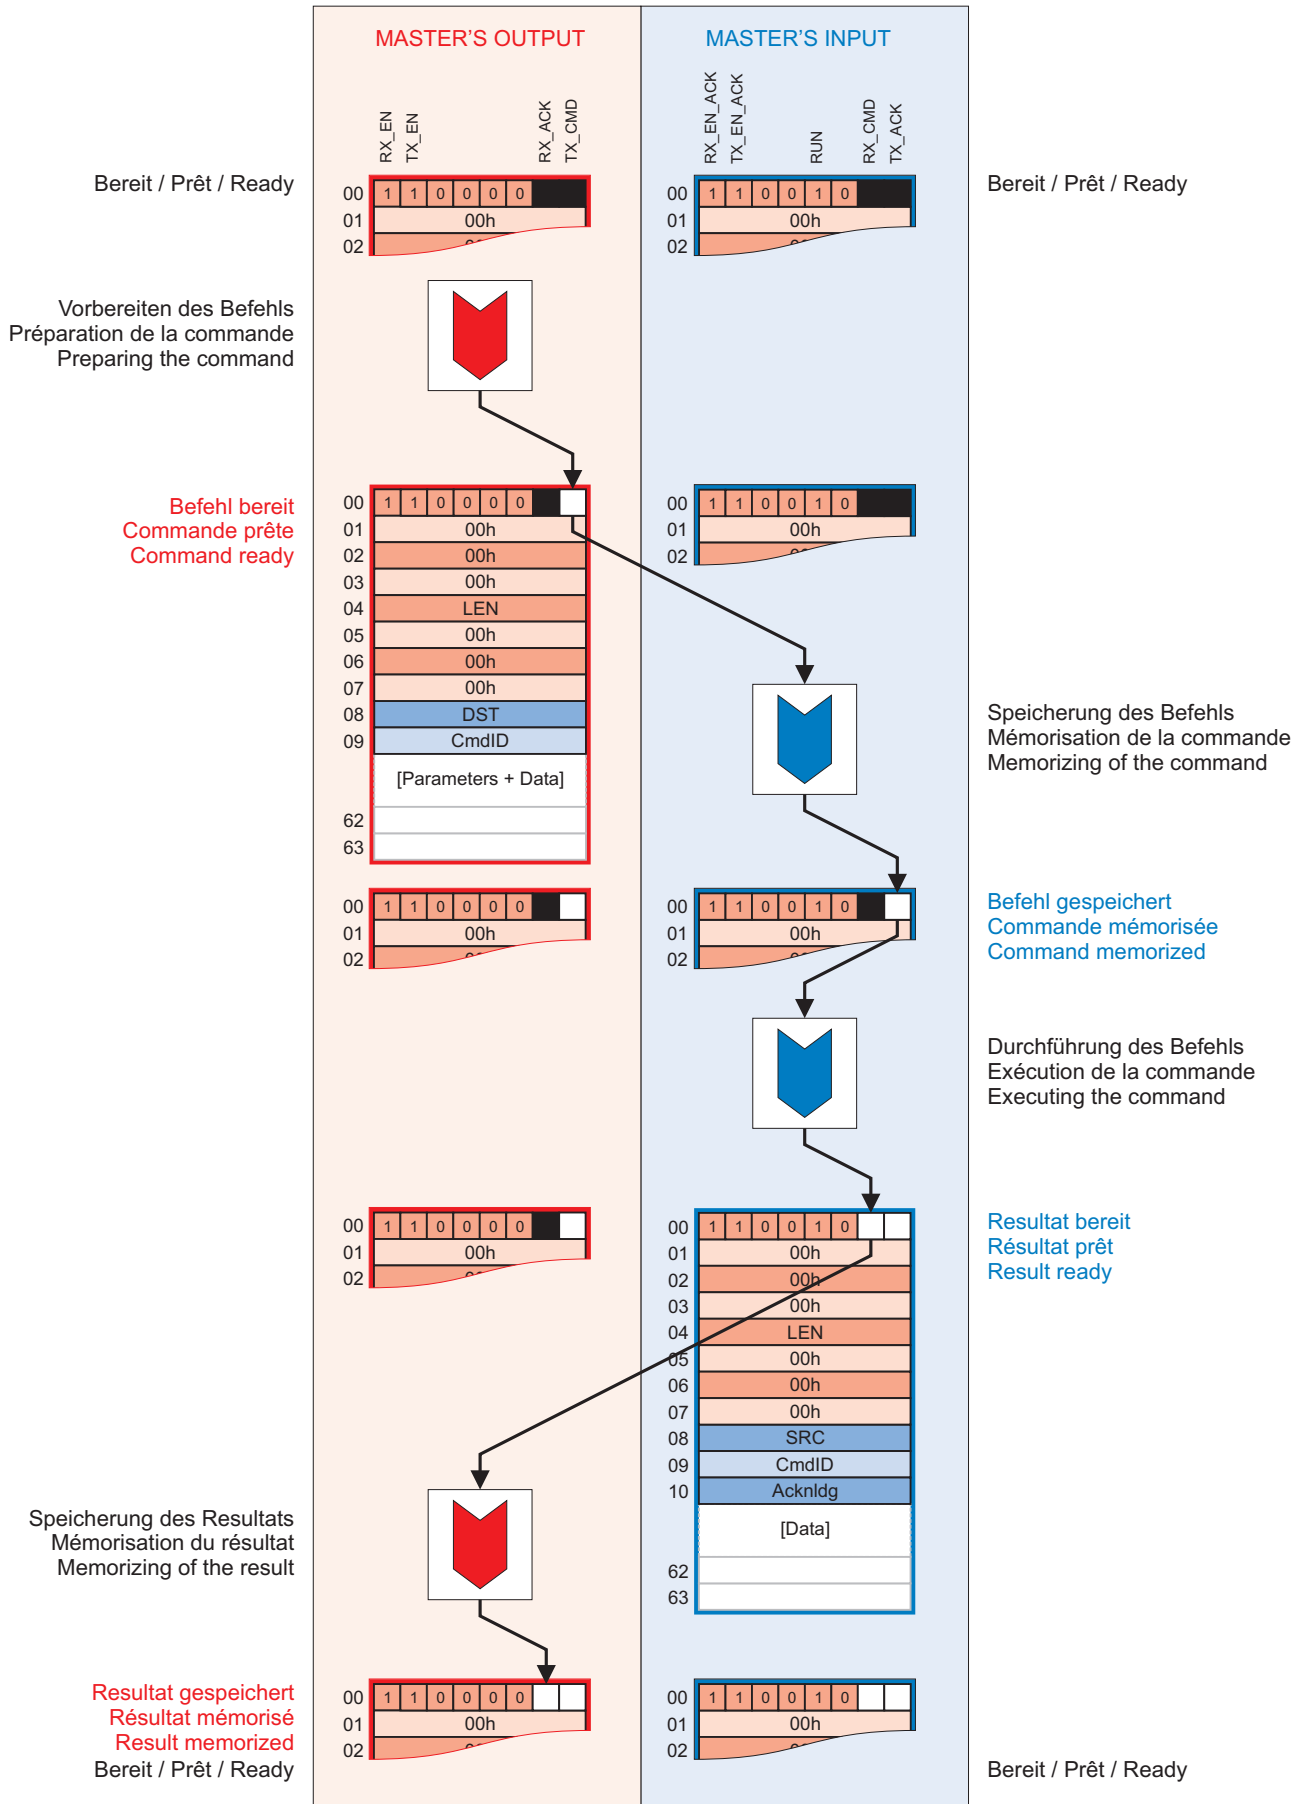 MASTER'S OUTPUT
MASTER'S INPUT
RX_EN
TX_EN
RX_ACK
TX_CMD
RX_EN_ACK
TX_EN_ACK
RUN
RX_CMD
TX_ACK
Bereit / Prêt / Ready
00 1 1 0 0 0 0
01 00h
02
00 1 1 0 0 1 0
01 00h
02
Bereit / Prêt / Ready
Vorbereiten des Befehls
Préparation de la commande
Preparing the command
Befehl bereit
Commande prête
Command ready
00 1 1 0 0 0 0
01 00h
02 00h
03 00h
04 LEN
05 00h
06 00h
07 00h
08 DST
09 CmdID
[Parameters + Data]
62
63
00 1 1 0 0 1 0
01 00h
02
Speicherung des Befehls
Mémorisation de la commande
Memorizing of the command
00 1 1 0 0 0 0
01 00h
02
00 1 1 0 0 1 0
01 00h
02
Befehl gespeichert
Commande mémorisée
Command memorized
Durchführung des Befehls
Exécution de la commande
Executing the command
00 1 1 0 0 0 0
01 00h
02
00 1 1 0 0 1 0
01 00h
02 00h
03 00h
04 LEN
05 00h
06 00h
07 00h
08 SRC
09 CmdID
10 Acknldg
[Data]
62
63
Resultat bereit
Résultat prêt
Result ready
Speicherung des Resultats
Mémorisation du résultat
Memorizing of the result
Resultat gespeichert
Résultat mémorisé
Result memorized
Bereit / Prêt / Ready
00 1 1 0 0 0 0
01 00h
02
00 1 1 0 0 1 0
01 00h
02
Bereit / Prêt / Ready